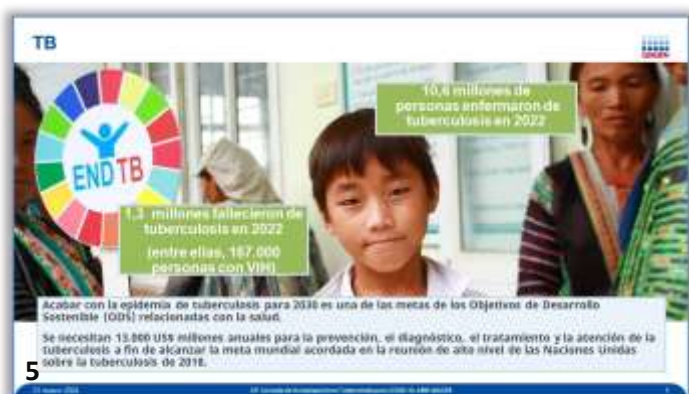 TB
10,6 millones de
personas enfermaron de
tuberculosis en 2022
END TB
1,3 millones fallecieron de
tuberculosis en 2022
(entre ellas, 167.000
personas con VIH)
Acabar con la epidemia de tuberculosis para 2030 es una de las metas de los Objetivos de Desarrollo
Sostenible (ODS) relacionadas con la salud.
Se necesitan 13.000 US$ millones anuales para la prevención, el diagnóstico, el tratamiento y la atención de la
tuberculosis a fin de alcanzar la meta mundial acordada en la reunión de alto nivel de las Naciones Unidas
sobre la tuberculosis de 2018.
5